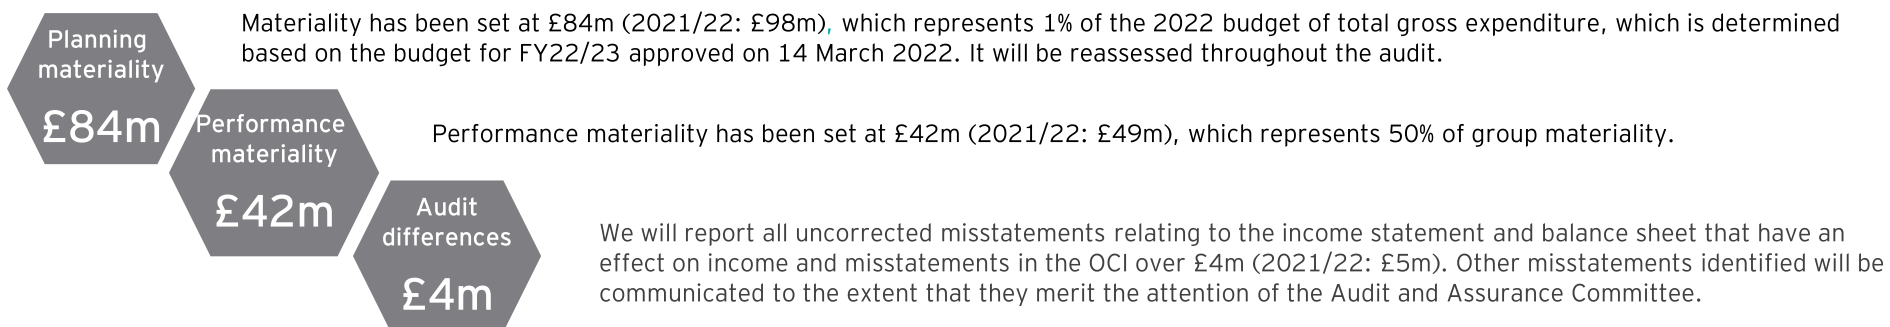 Planning
materiality
£84m
Materiality has been set at £84m (2021/22: £98m), which represents 1% of the 2022 budget of total gross expenditure, which is determined
based on the budget for FY22/23 approved on 14 March 2022. It will be reassessed throughout the audit.
Performance
materiality
£42m
Performance materiality has been set at £42m (2021/22: £49m), which represents 50% of group materiality.
Audit
differences
£4m
We will report all uncorrected misstatements relating to the income statement and balance sheet that have an
effect on income and misstatements in the OCI over £4m (2021/22: £5m). Other misstatements identified will be
communicated to the extent that they merit the attention of the Audit and Assurance Committee.